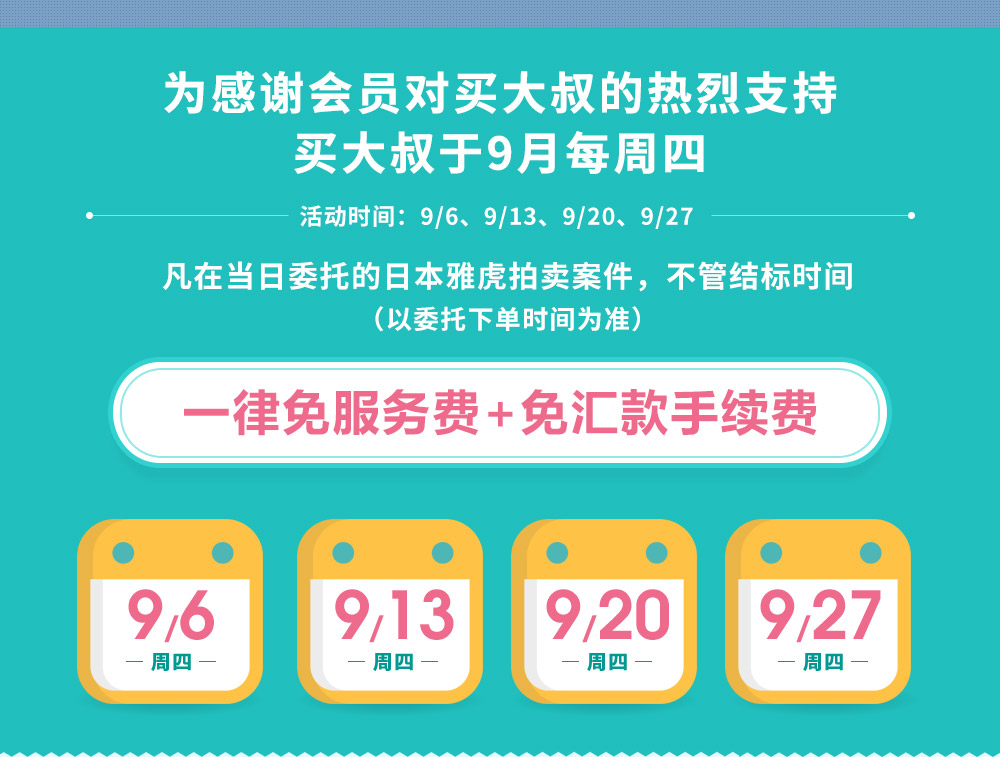 为感谢会员对买大叔的热烈支持
买大叔于9月每周四
活动时间：9/6、9/13、9/20、9/27
凡在当日委托的日本雅虎拍卖案件，不管结标时间
（以委托下单时间为准）
一律免服务费+免汇款手续费
9/6
周四
9/13
周四
9/20
周四
9/27
周四